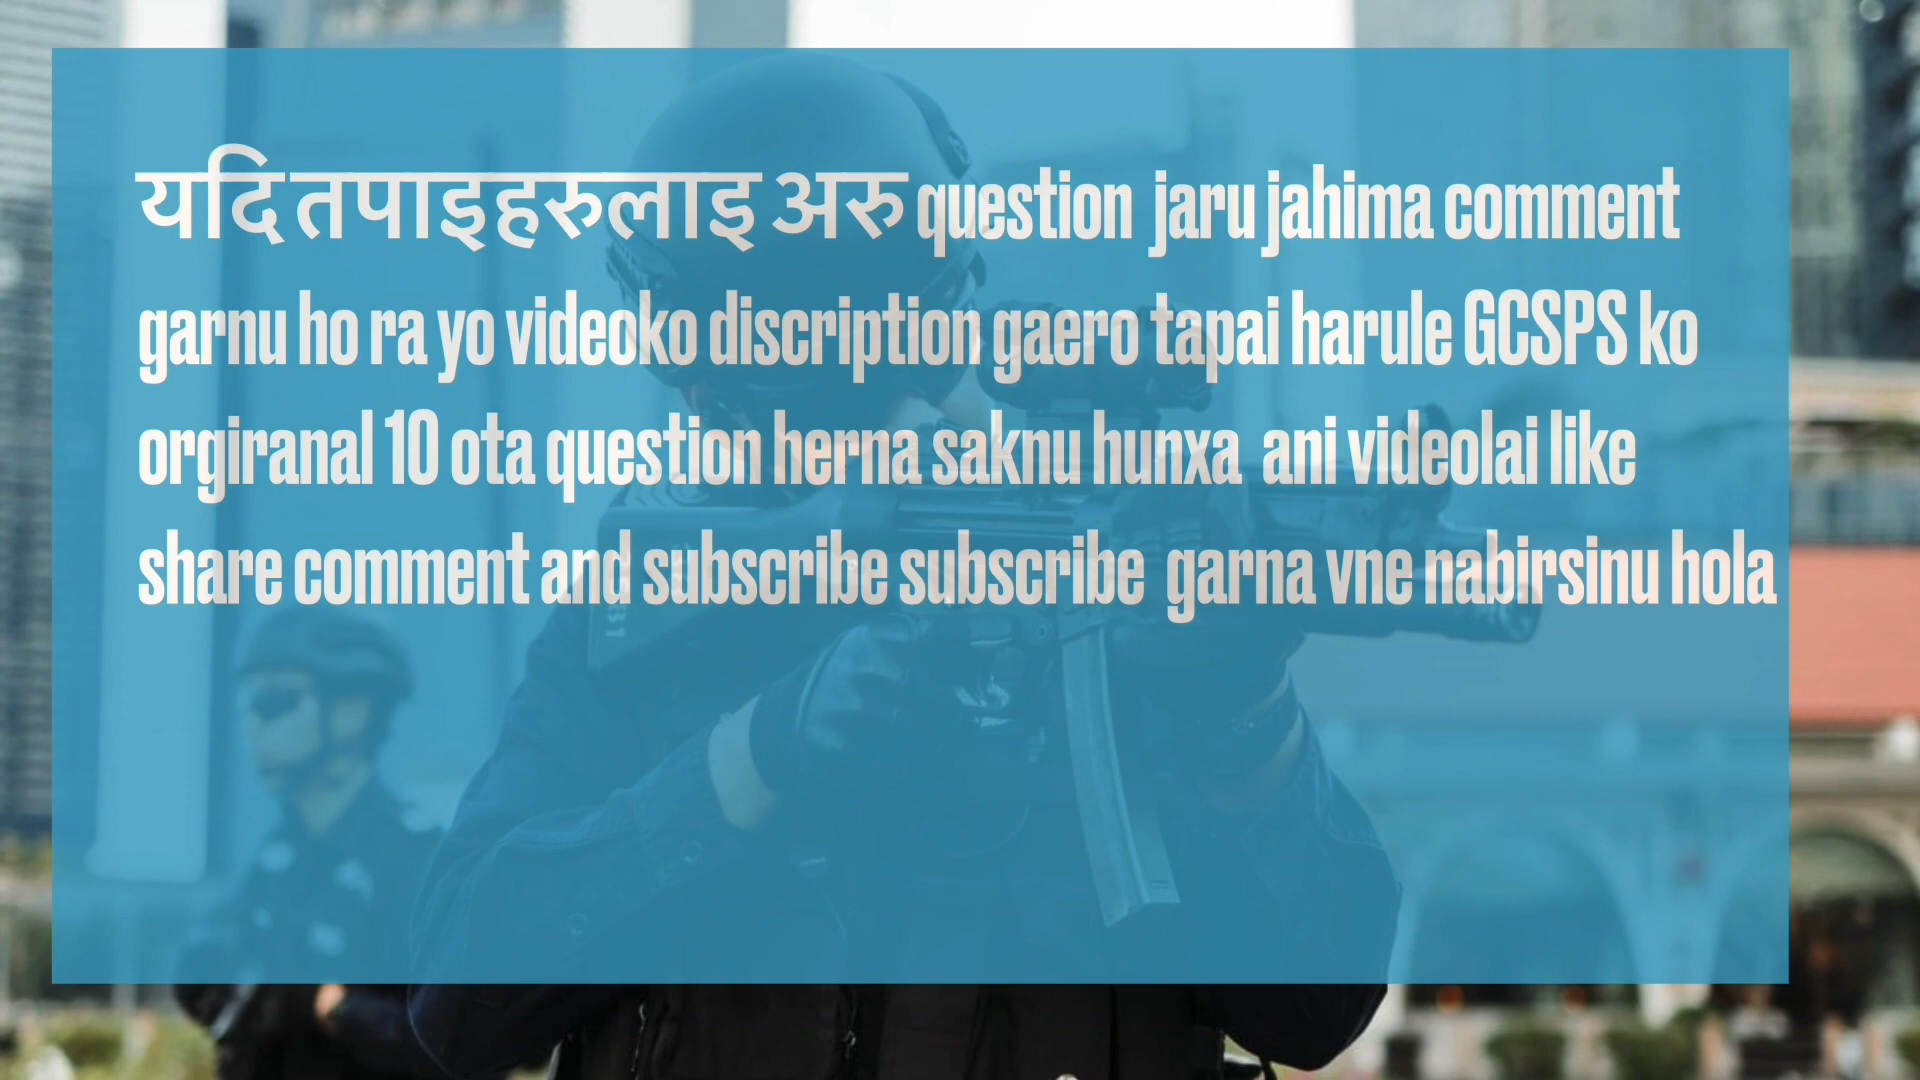 यदि तपाइहरुलाइ अरु question jaru jahima comment
garnu ho ra yo videoko discription gaero tapai harule GCSPS ko
orgiranal 10 ota question herna saknu hunxa ani videolai like
share comment and subscribe subscribe garna vne nabirsinu hola